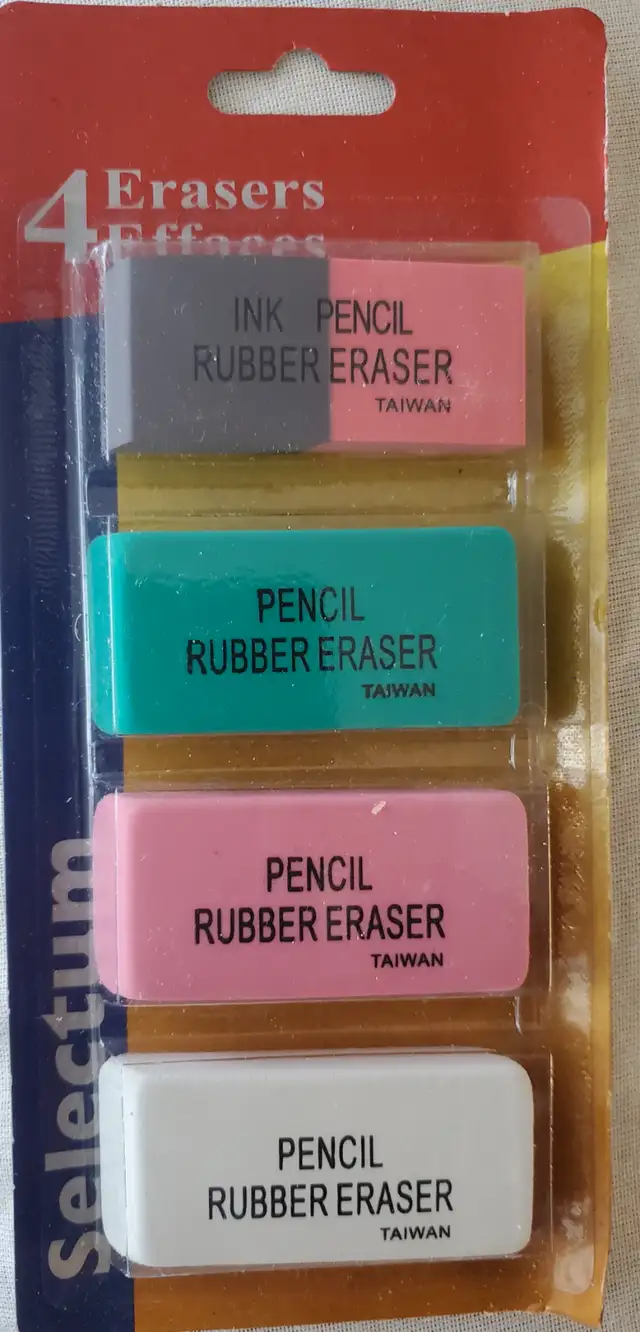 4 Erasers
Effaces
INK PENCIL
RUBBER ERASER
TAIWAN
PENCIL
RUBBER ERASER
TAIWAN
PENCIL
RUBBER ERASER
TAIWAN
PENCIL
RUBBER ERASER
TAIWAN
Selectum